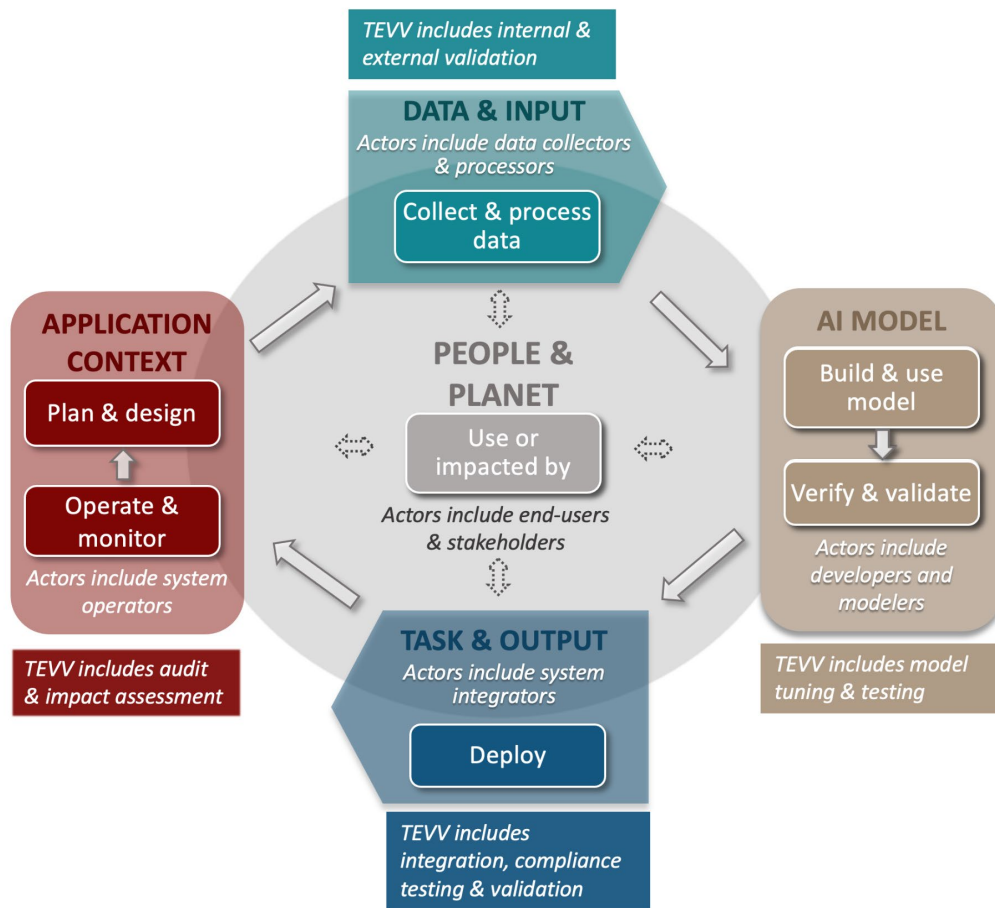 TEVV includes internal &
external validation
DATA & INPUT
Actors include data collectors
& processors
Collect & process
data
APPLICATION
CONTEXT
Plan & design
Operate &
monitor
Actors include system
operators
TEVV includes audit
& impact assessment
PEOPLE &
PLANET
Use or
impacted by
Actors include end-users
& stakeholders
AI MODEL
Build & use
model
Verify & validate
Actors include
developers and
modelers
TEVV includes model
tuning & testing
TASK & OUTPUT
Actors include system
integrators
Deploy
TEVV includes
integration, compliance
testing & validation